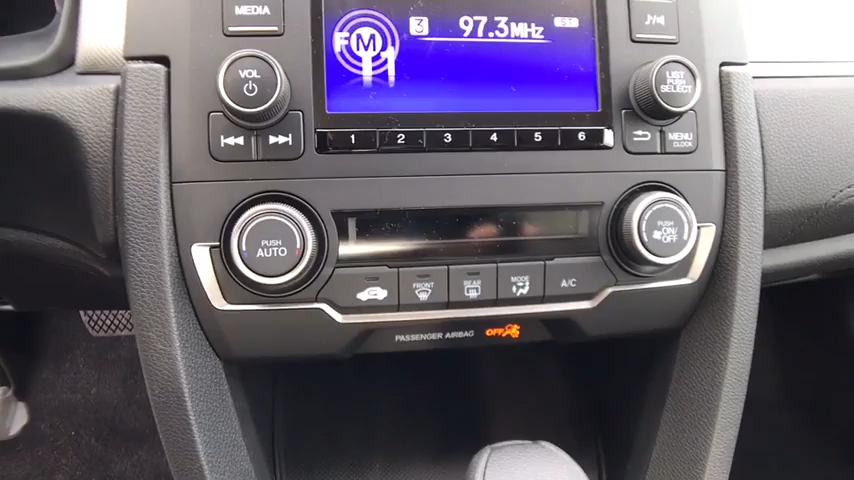 MEDIA
FM1
3
97.3MHz
ST
VOL
LIST
PUSH
SELECT
1 2 3 4 5 6
MENU
CLOCK
PUSH
AUTO
PUSH
ON/
OFF
FRONT
REAR
MODE
A/C
PASSENGER AIRBAG OFF